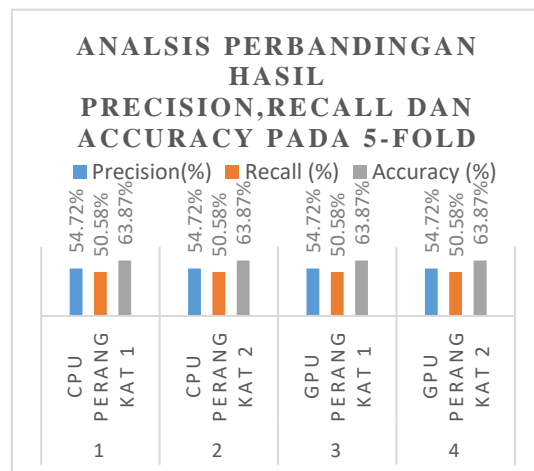 ANALSIS PERBANDINGAN
HASIL
PRECISION,RECALL DAN
ACCURACY PADA 5-FOLD
Precision(%) Recall (%) Accuracy (%)
54.72% 50.58% 63.87% 54.72% 50.58% 63.87% 54.72% 50.58% 63.87% 54.72% 50.58% 63.87%
CPU
PERANG
KAT 1
CPU
PERANG
KAT 2
GPU
PERANG
KAT 1
GPU
PERANG
KAT 2
1 2 3 4